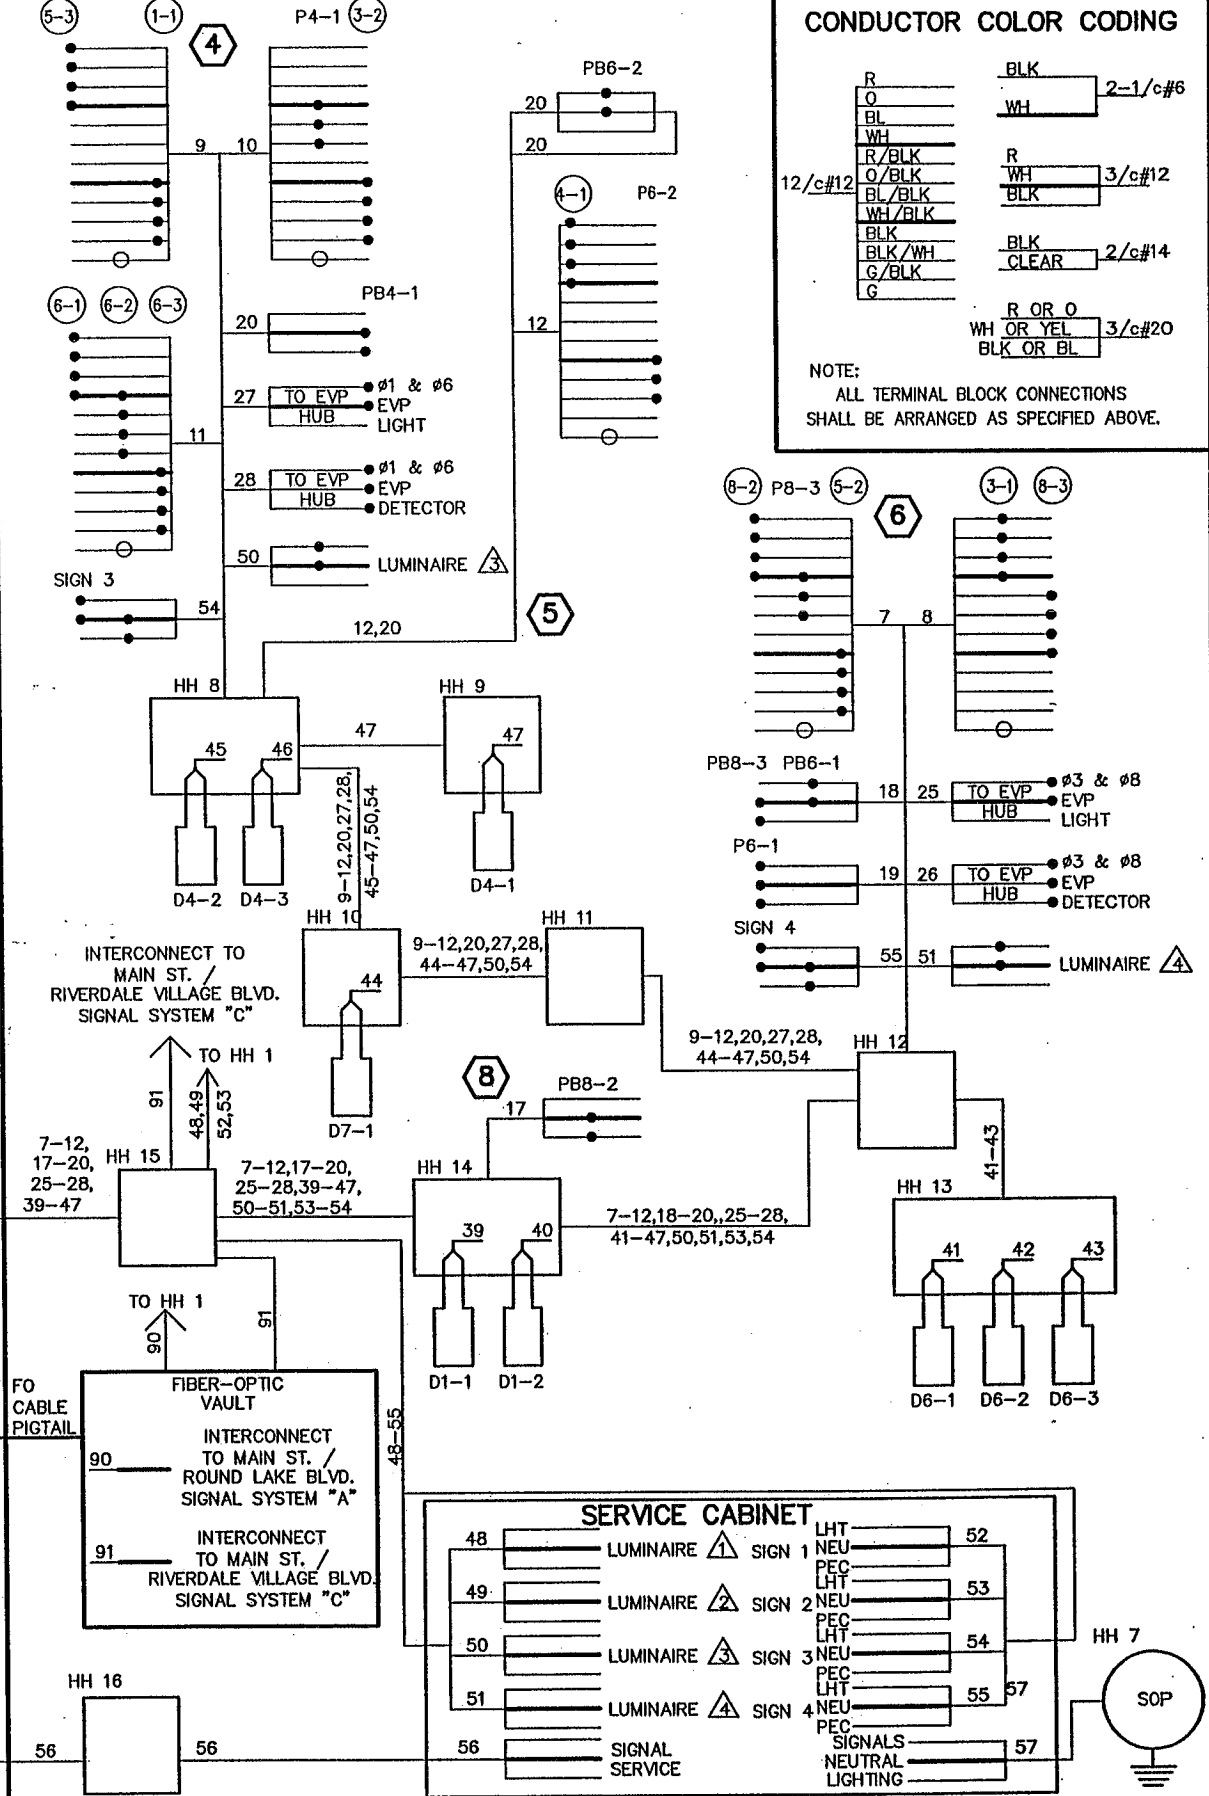 5-3
1-1
4
P4-1
3-2
9
10
6-1
6-2
6-3
11
PB4-1
20
27
TO EVP
HUB
ø1 & ø6
EVP
LIGHT
28
TO EVP
HUB
ø1 & ø6
EVP
DETECTOR
50
LUMINAIRE 3
SIGN 3
54
PB6-2
20
20
4-1
P6-2
12
12,20
5
CONDUCTOR COLOR CODING
12/c#12
R
O
BL
WH
R/BLK
O/BLK
BL/BLK
WH/BLK
BLK
BLK/WH
G/BLK
G
BLK
WH
2-1/c#6
R
WH
BLK
3/c#12
BLK
CLEAR
2/c#14
R OR O
WH OR YEL
BLK OR BL
3/c#20
NOTE:
ALL TERMINAL BLOCK CONNECTIONS
SHALL BE ARRANGED AS SPECIFIED ABOVE.
8-2
P8-3
5-2
6
3-1
8-3
7
8
PB8-3
PB6-1
18
25
TO EVP
HUB
ø3 & ø8
EVP
LIGHT
P6-1
19
26
TO EVP
HUB
ø3 & ø8
EVP
DETECTOR
SIGN 4
55
51
LUMINAIRE 4
HH 8
45
46
D4-2
D4-3
47
HH 9
47
D4-1
9-12,20,27,28,
45-47,50,54
HH 10
44
D7-1
9-12,20,27,28,
44-47,50,54
HH 11
9-12,20,27,28,
44-47,50,54
HH 12
41-43
HH 13
41
42
43
D6-1
D6-2
D6-3
INTERCONNECT TO
MAIN ST. /
RIVERDALE VILLAGE BLVD.
SIGNAL SYSTEM "C"
91
TO HH 1
48,49
52,53
7-12,
17-20,
25-28,
39-47
HH 15
7-12,17-20,
25-28,39-47,
50-51,53-54
8
17
PB8-2
HH 14
39
40
D1-1
D1-2
7-12,18-20,,25-28,
41-47,50,51,53,54
TO HH 1
90
91
48-55
FO
CABLE
PIGTAIL
FIBER-OPTIC
VAULT
90
INTERCONNECT
TO MAIN ST. /
ROUND LAKE BLVD.
SIGNAL SYSTEM "A"
91
INTERCONNECT
TO MAIN ST. /
RIVERDALE VILLAGE BLVD.
SIGNAL SYSTEM "C"
SERVICE CABINET
48
LUMINAIRE 1
SIGN 1
LHT
NEU
PEC
52
49
LUMINAIRE 2
SIGN 2
LHT
NEU
PEC
53
50
LUMINAIRE 3
SIGN 3
LHT
NEU
PEC
54
51
LUMINAIRE 4
SIGN 4
LHT
NEU
PEC
55
57
56
SIGNAL
SERVICE
SIGNALS
NEUTRAL
LIGHTING
57
HH 7
SOP
HH 16
56
56